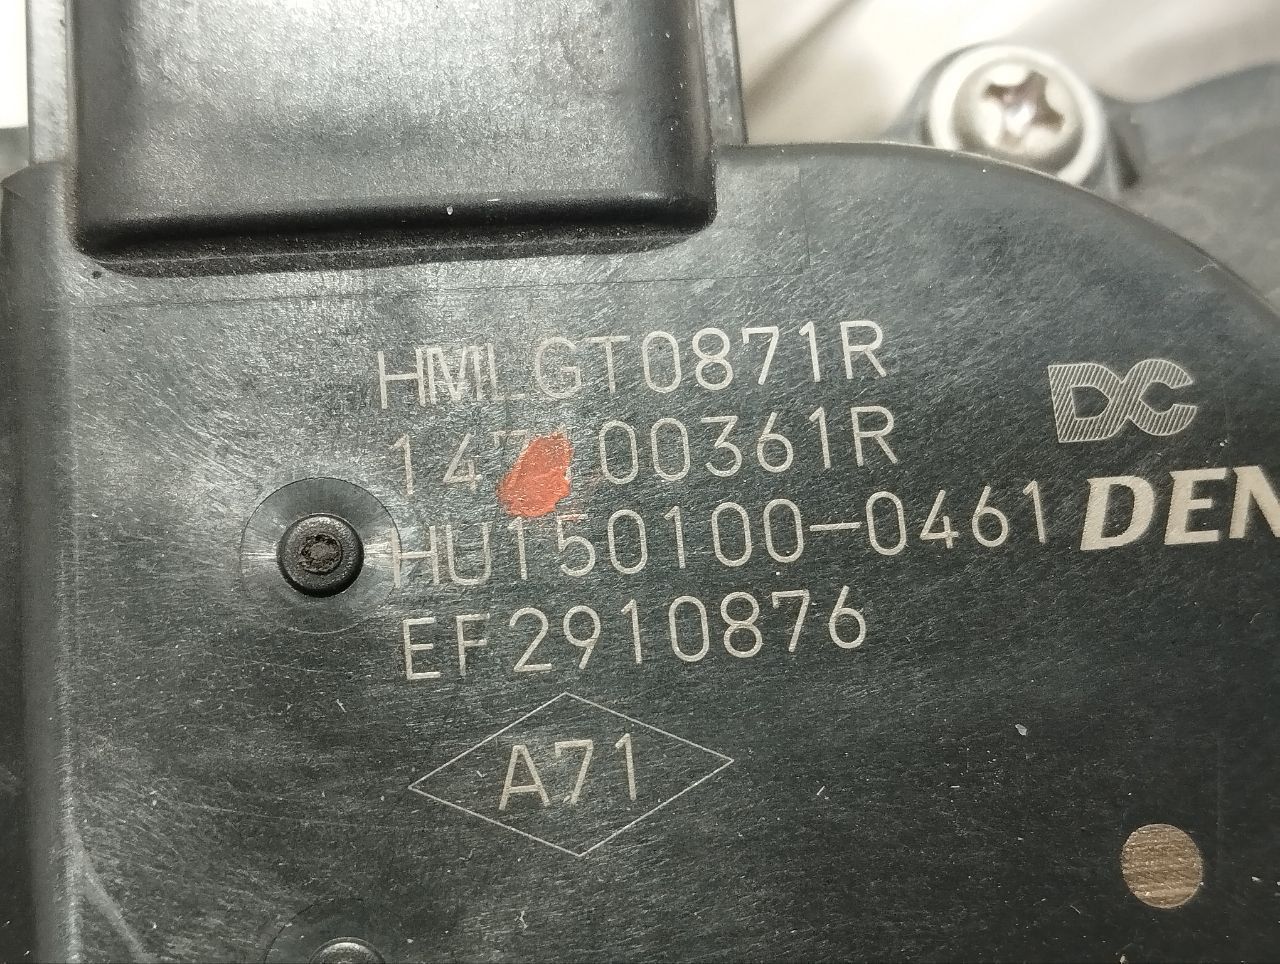 HMLGT0871R
DC
HU150100-0461
DEN
EF2910876
A71